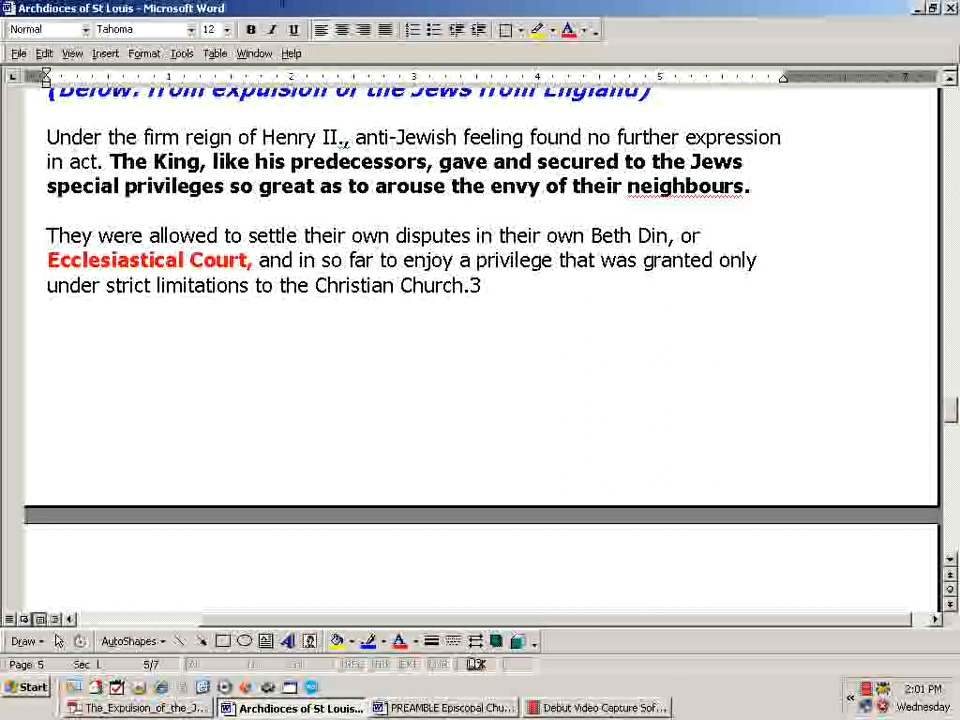 Archdioces of St Louis - Microsoft Word
Normal Tahoma 12 B I U
File Edit View Insert Format Tools Table Window Help
1 2 3 4 5 7
(Below: from expulsion of the Jews from England)
Under the firm reign of Henry II., anti-Jewish feeling found no further expression
in act. The King, like his predecessors, gave and secured to the Jews
special privileges so great as to arouse the envy of their neighbours.
They were allowed to settle their own disputes in their own Beth Din, or
Ecclesiastical Court, and in so far to enjoy a privilege that was granted only
under strict limitations to the Christian Church.3
Draw AutoShapes
Page 5 Sec 1 5/7
Start 2:01 PM
The_Expulsion_of_the_J... Archdioces of St Louis... PREAMBLE Episcopal Chu... Debut Video Capture Sof... Wednesday